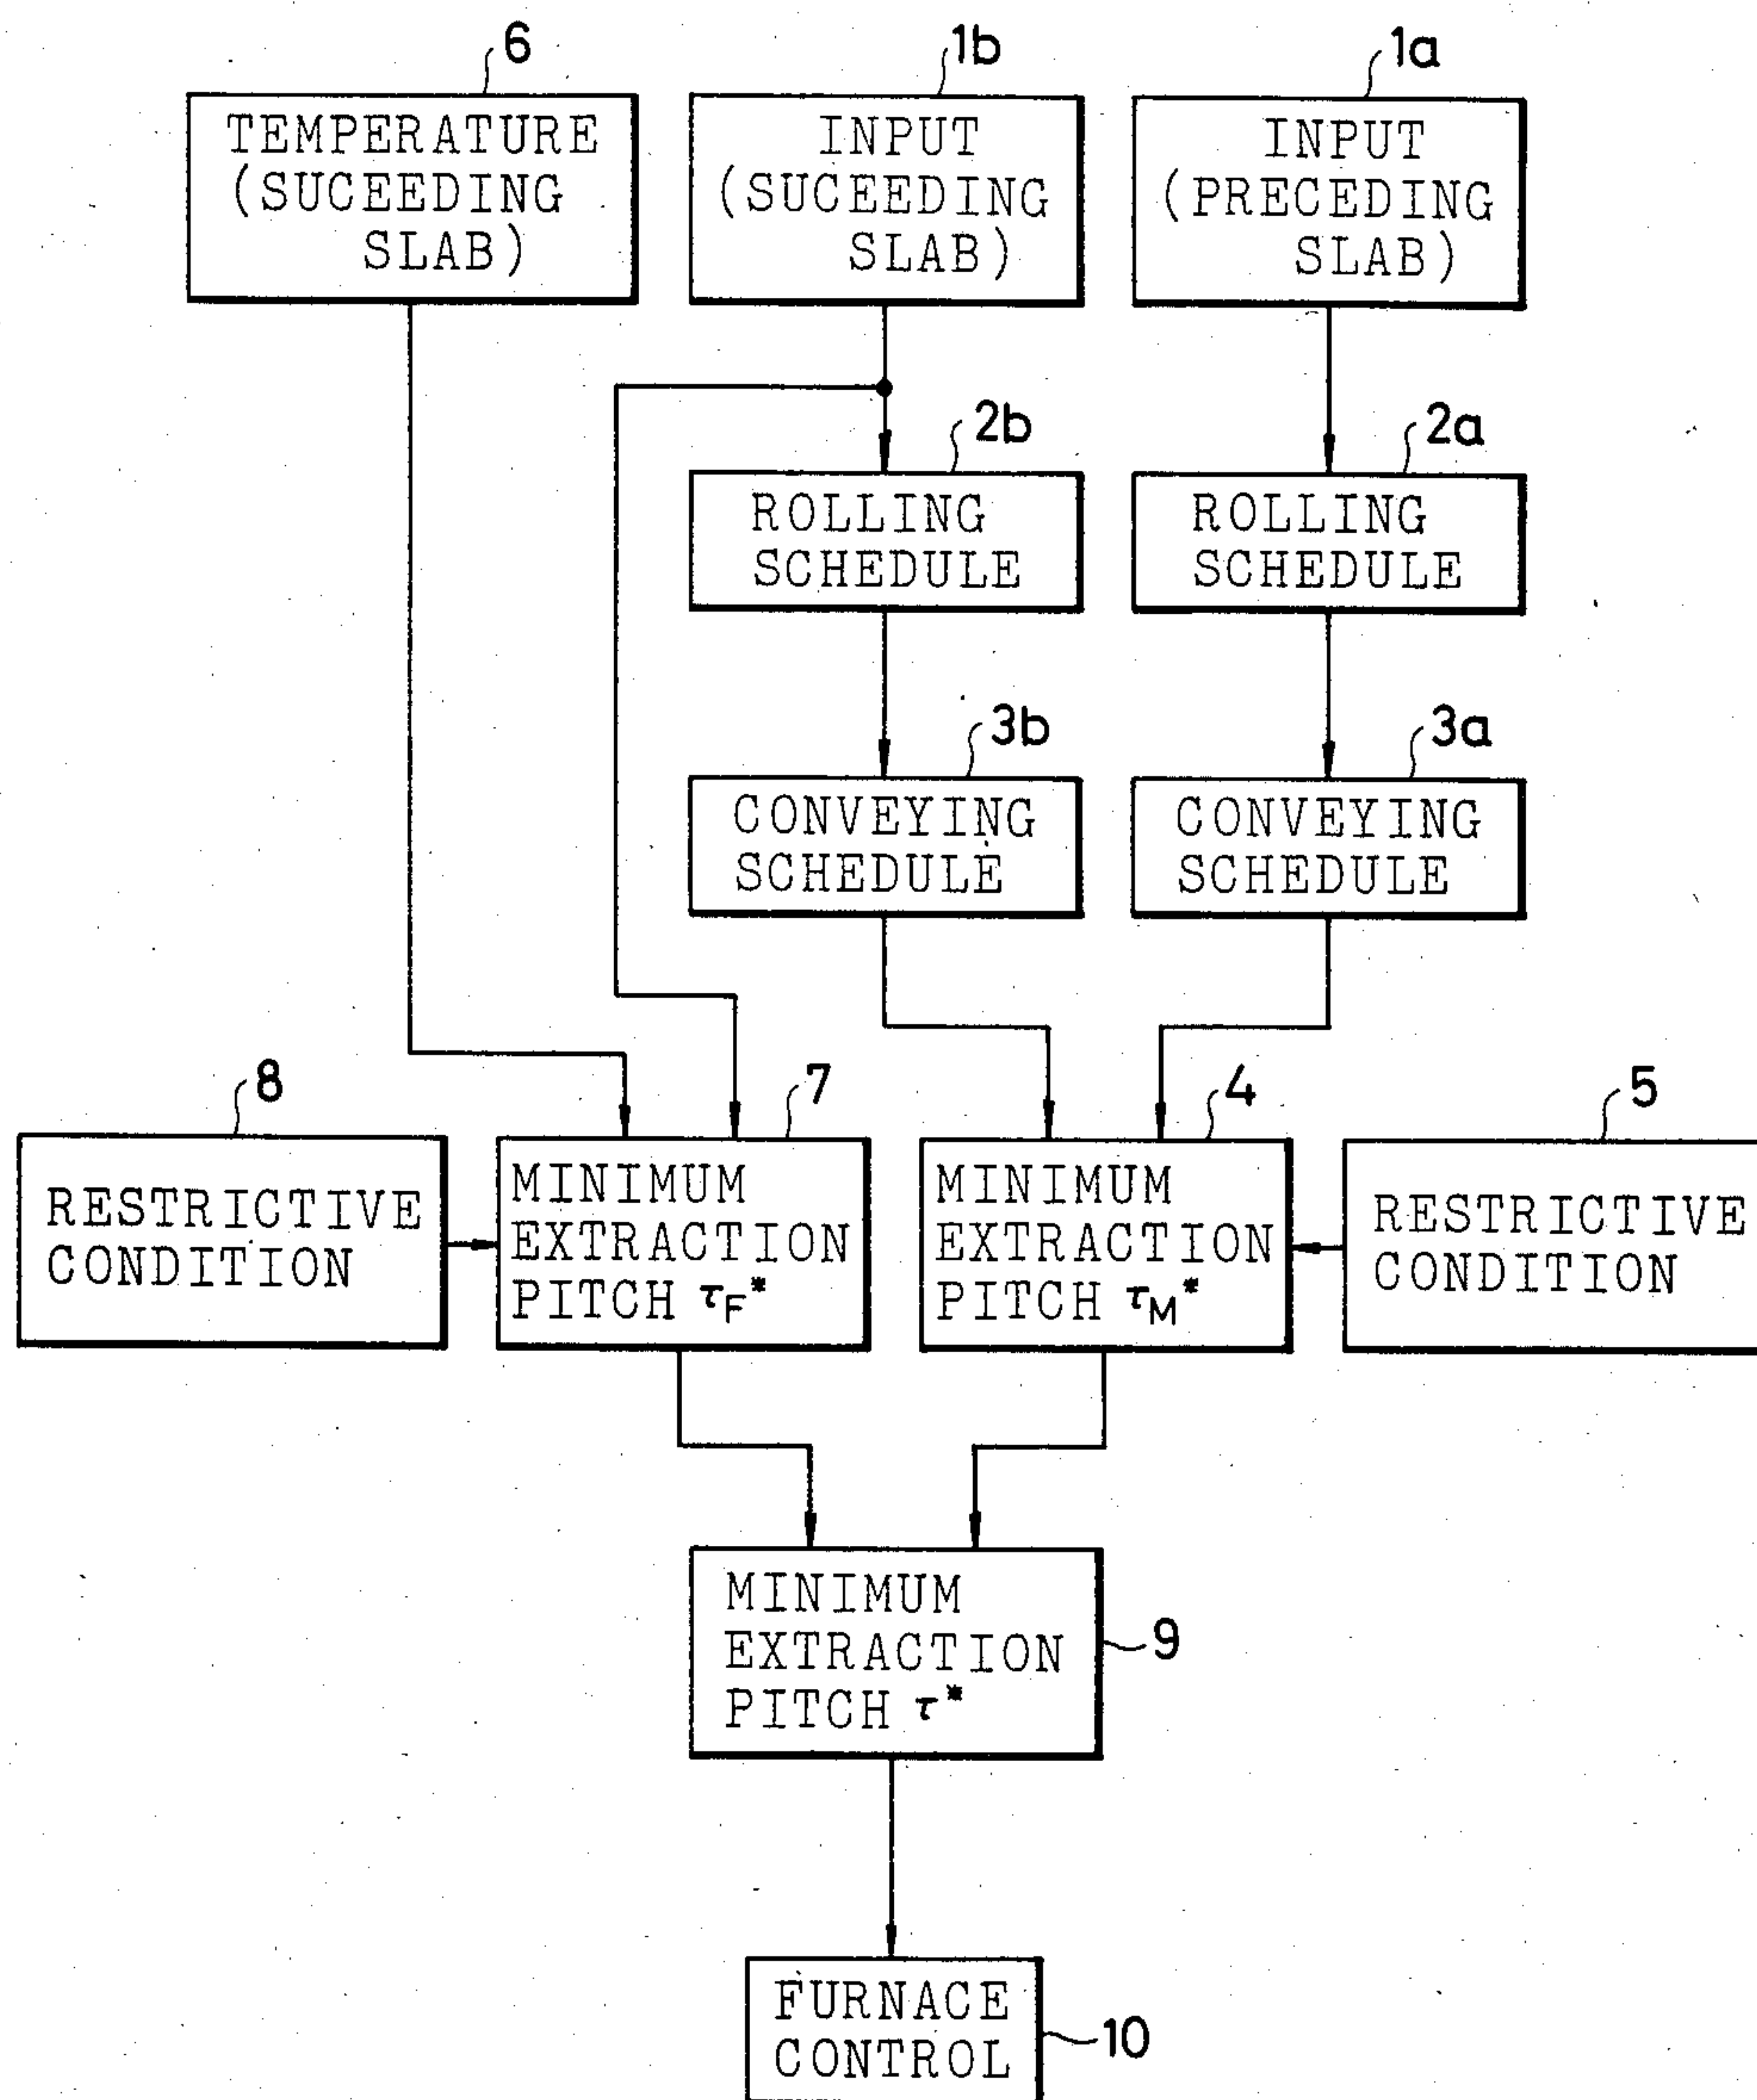 6
1b
1a
TEMPERATURE
(SUCEEDING
SLAB)
INPUT
(SUCEEDING
SLAB)
INPUT
(PRECEDING
SLAB)
2b
2a
ROLLING
SCHEDULE
ROLLING
SCHEDULE
3b
3a
CONVEYING
SCHEDULE
CONVEYING
SCHEDULE
8
7
4
5
RESTRICTIVE
CONDITION
MINIMUM
EXTRACTION
PITCH τF*
MINIMUM
EXTRACTION
PITCH τM*
RESTRICTIVE
CONDITION
MINIMUM
EXTRACTION
PITCH τ*
9
FURNACE
CONTROL
10